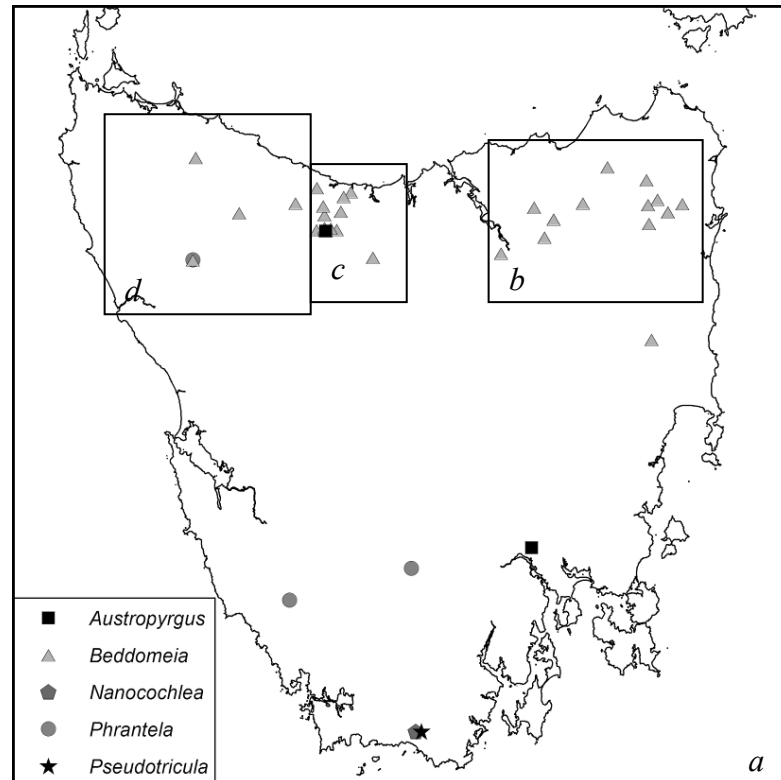 d
c
b
Austropyrgus
Beddomeia
Nanocochlea
Phrantela
Pseudotricula
a